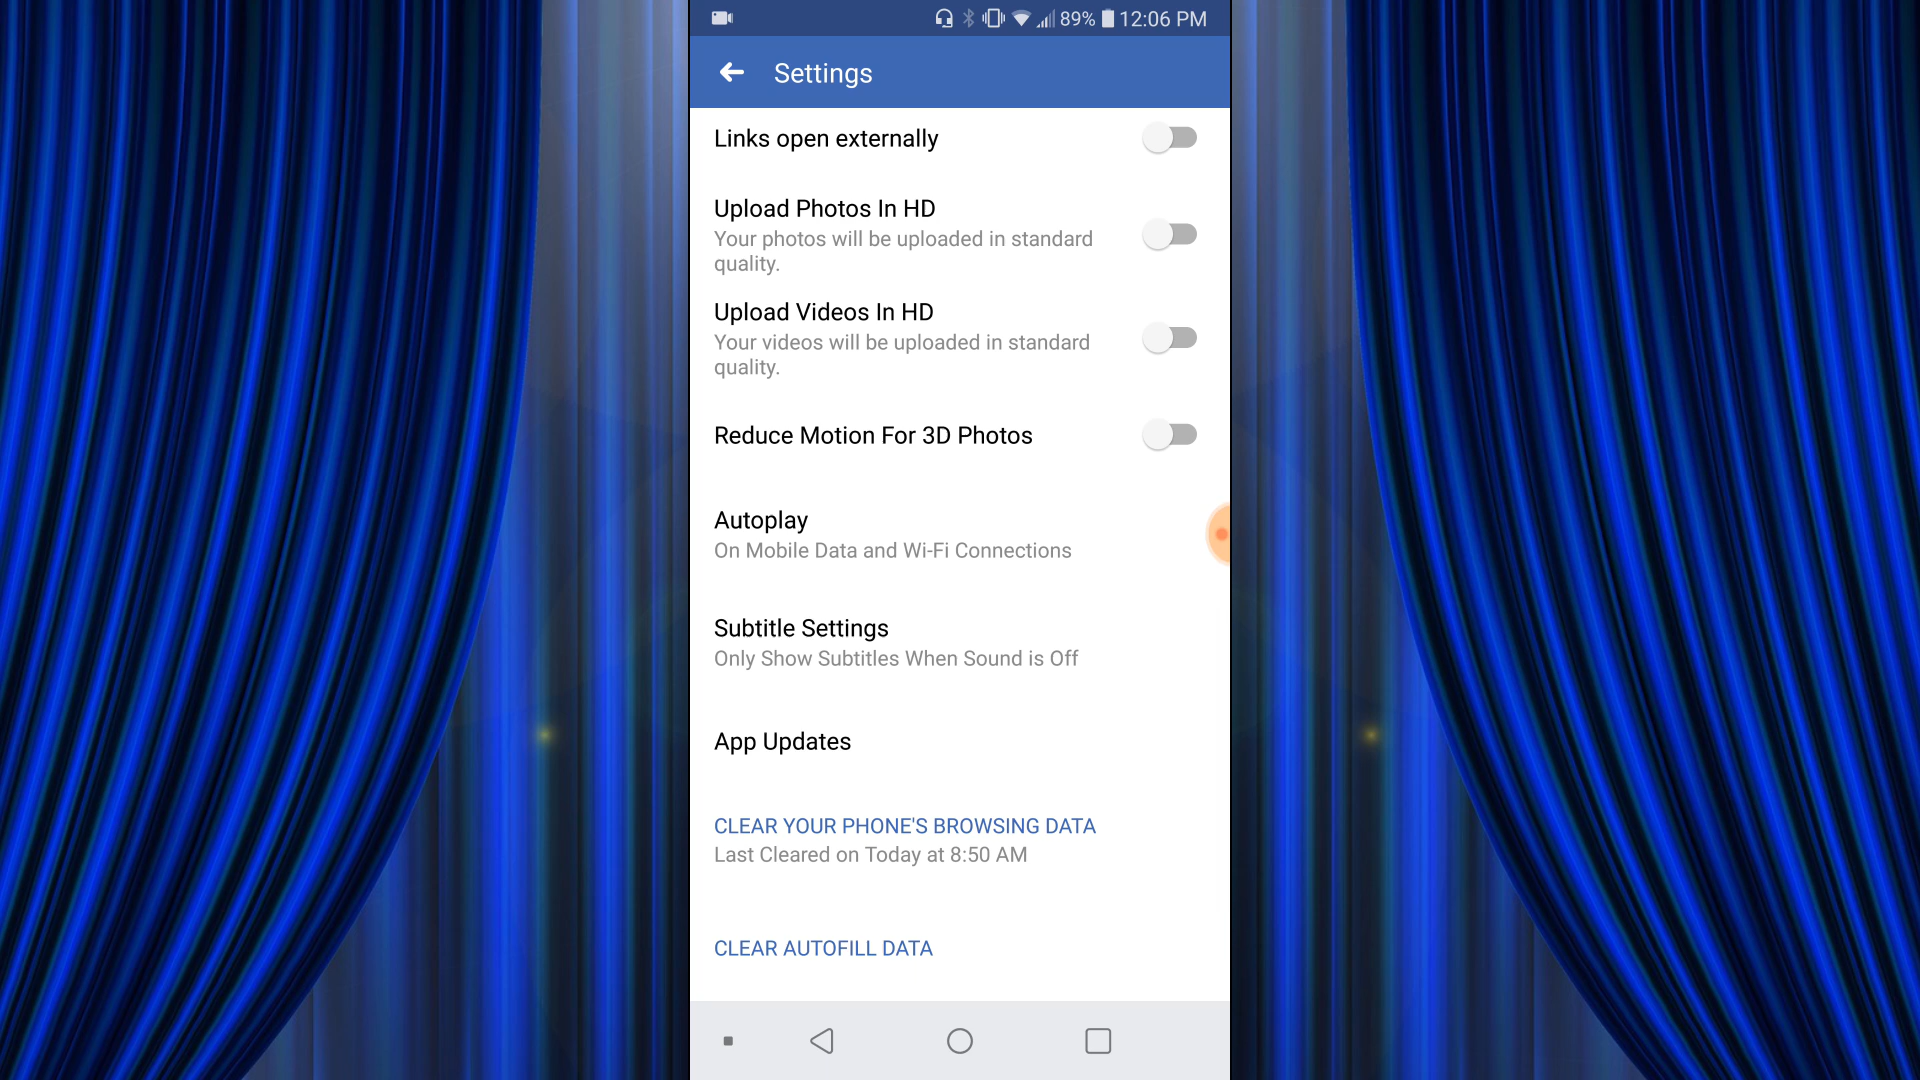 89% 12:06 PM
Settings
Links open externally
Upload Photos In HD
Your photos will be uploaded in standard
quality.
Upload Videos In HD
Your videos will be uploaded in standard
quality.
Reduce Motion For 3D Photos
Autoplay
On Mobile Data and Wi-Fi Connections
Subtitle Settings
Only Show Subtitles When Sound is Off
App Updates
CLEAR YOUR PHONE'S BROWSING DATA
Last Cleared on Today at 8:50 AM
CLEAR AUTOFILL DATA